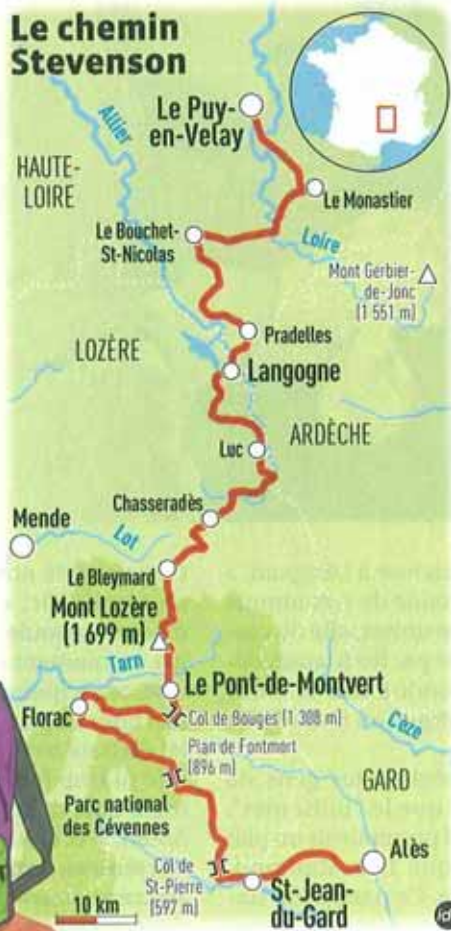 Le chemin
Stevenson
Allier
Le Puy-
en-Velay
HAUTE-
LOIRE
Le Monastier
Le Bouchet-
St-Nicolas
Loire
Mont Gerbier-
de-Jonc
(1 551 m)
Pradelles
LOZÈRE
Langogne
ARDÈCHE
Luc
Chasseradès
Mende
Lot
Le Bleymard
Mont Lozère
(1 699 m)
Tarn
Le Pont-de-Montvert
Florac
Col de Bouges (1 308 m)
Cèze
Plan de Fontmort
(896 m)
GARD
Parc national
des Cévennes
Alès
Col de
St-Pierre
(597 m)
St-Jean-
du-Gard
10 km
idé